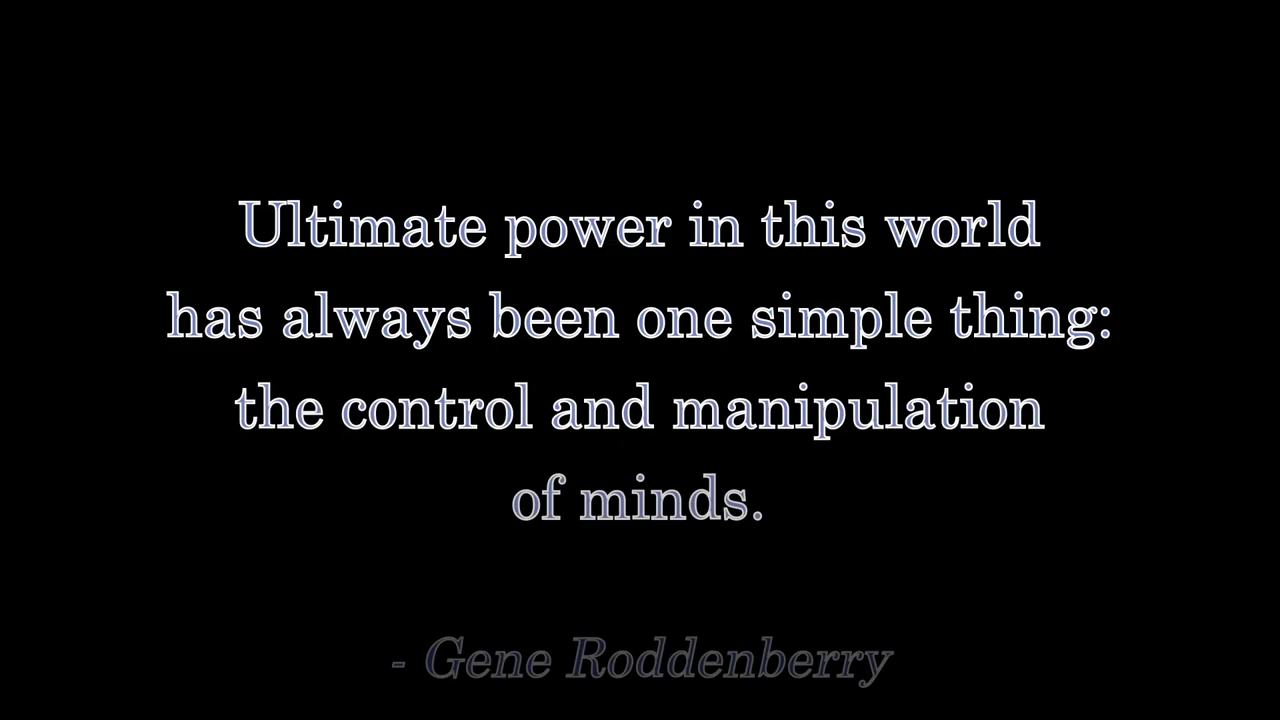 Ultimate power in this world
has always been one simple thing:
the control and manipulation
of minds.
- Gene Roddenberry